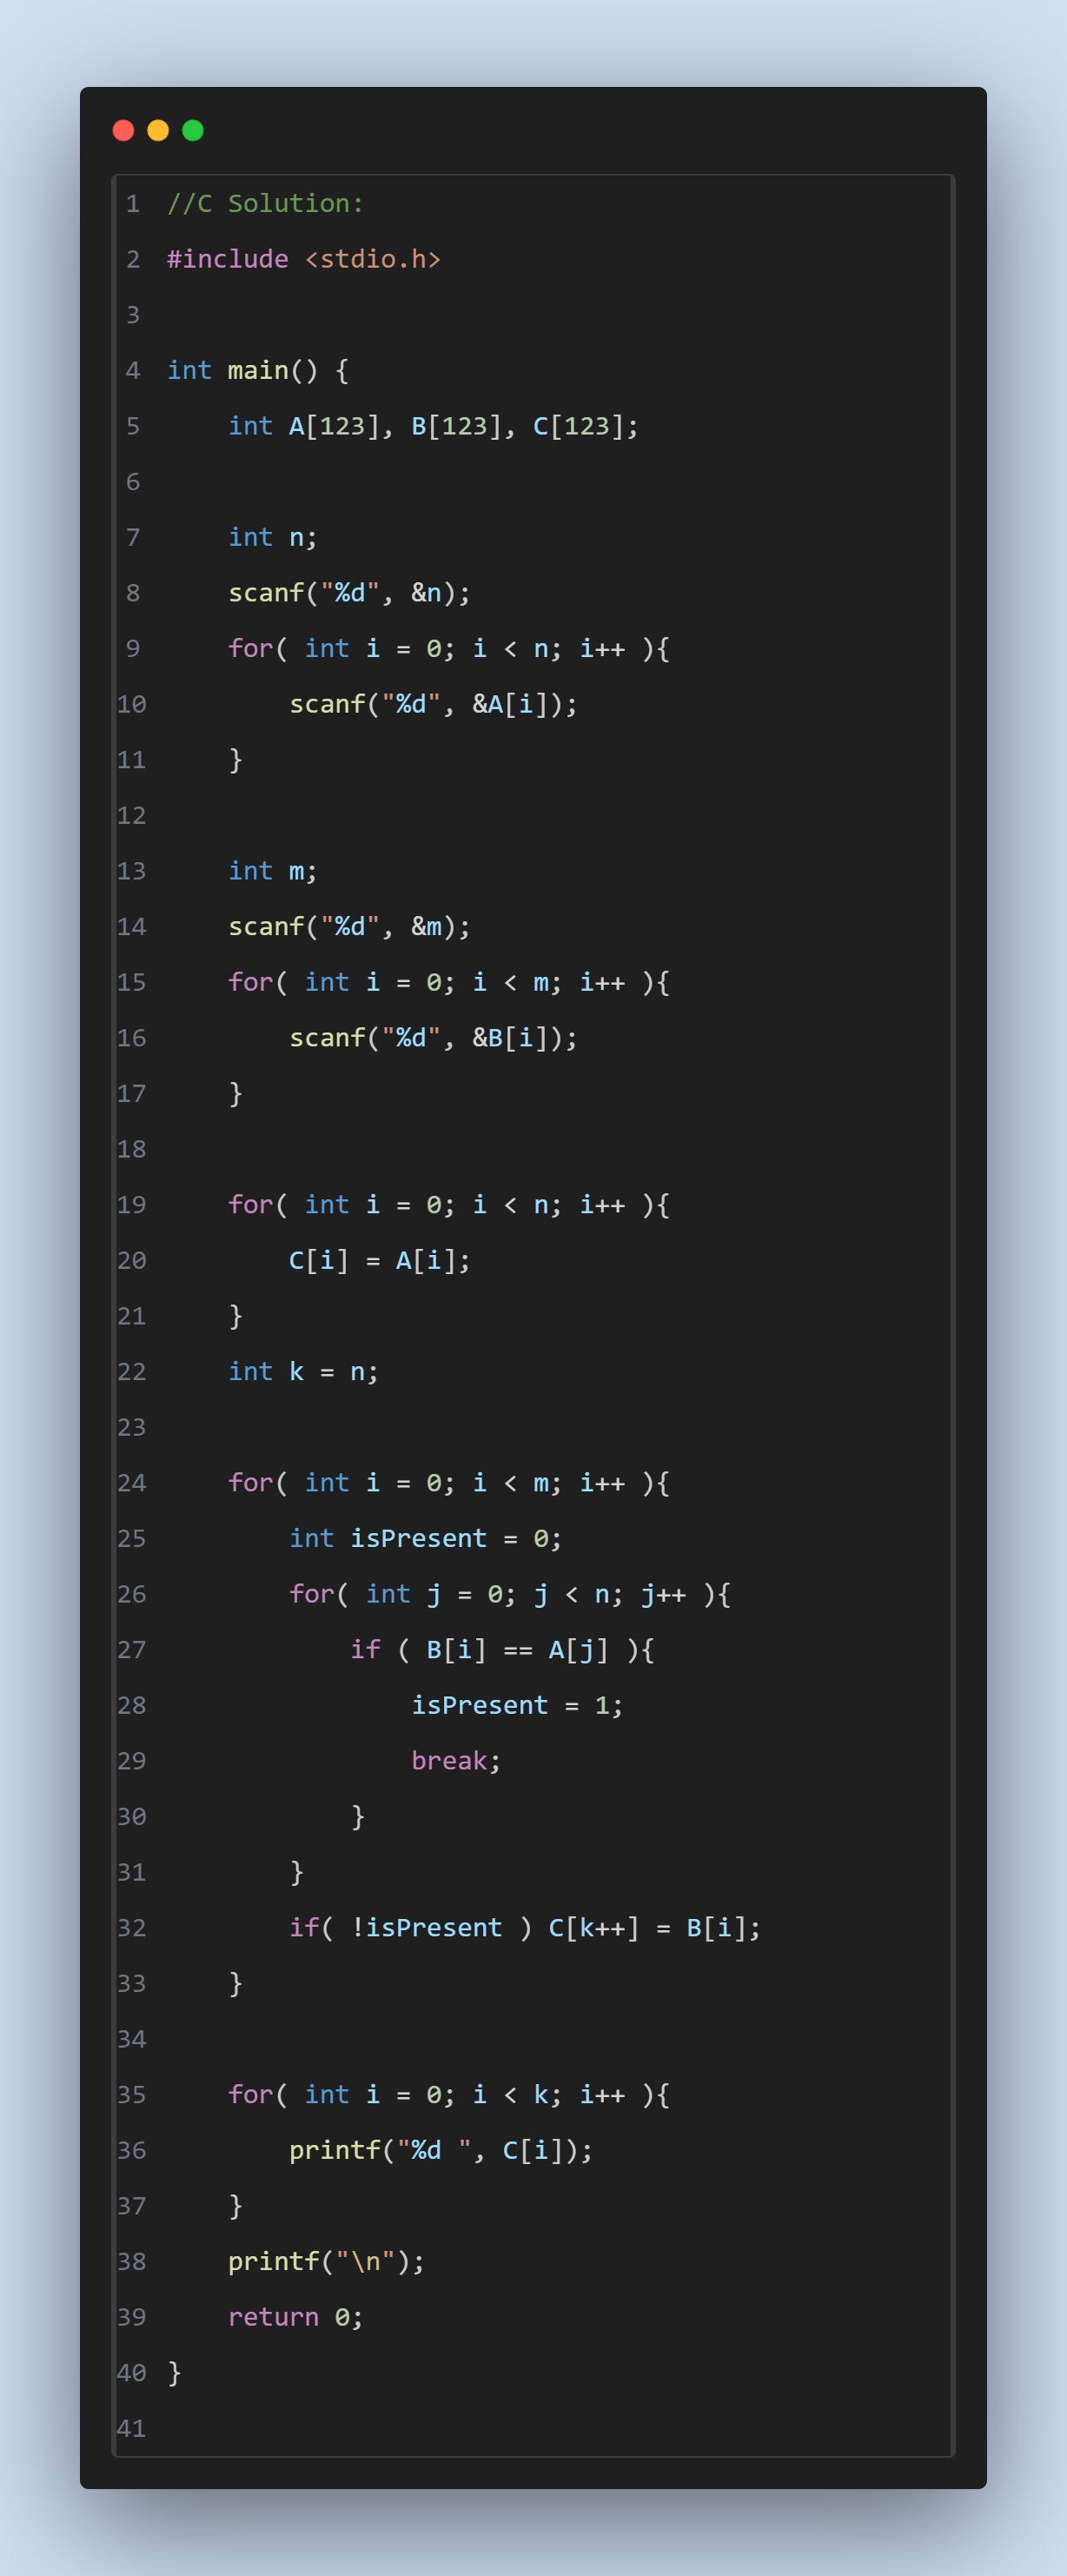 1 //C Solution:
2 #include <stdio.h>
3
4 int main() {
5     int A[123], B[123], C[123];
6
7     int n;
8     scanf("%d", &n);
9     for( int i = 0; i < n; i++ ){
10         scanf("%d", &A[i]);
11     }
12
13     int m;
14     scanf("%d", &m);
15     for( int i = 0; i < m; i++ ){
16         scanf("%d", &B[i]);
17     }
18
19     for( int i = 0; i < n; i++ ){
20         C[i] = A[i];
21     }
22     int k = n;
23
24     for( int i = 0; i < m; i++ ){
25         int isPresent = 0;
26         for( int j = 0; j < n; j++ ){
27             if ( B[i] == A[j] ){
28                 isPresent = 1;
29                 break;
30             }
31         }
32         if( !isPresent ) C[k++] = B[i];
33     }
34
35     for( int i = 0; i < k; i++ ){
36         printf("%d ", C[i]);
37     }
38     printf("\n");
39     return 0;
40 }
41